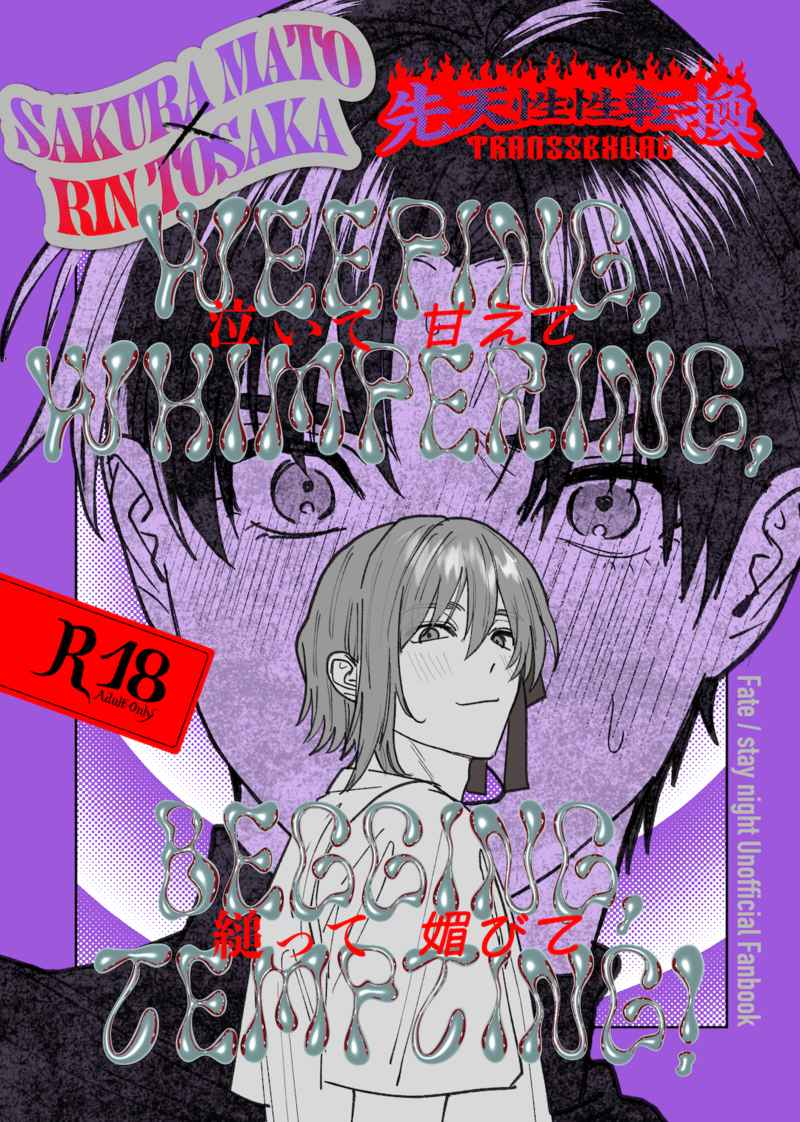 SAKURA MATO
×
RIN TOSAKA
先天性性転換
TRANSSEXUAL
WEEPING,
泣いて 甘えて
WHIMPERING,
R18
Adult-Only
Fate / stay night Unofficial Fanbook
BEGGING,
縋って 媚びて
TEMPTING!